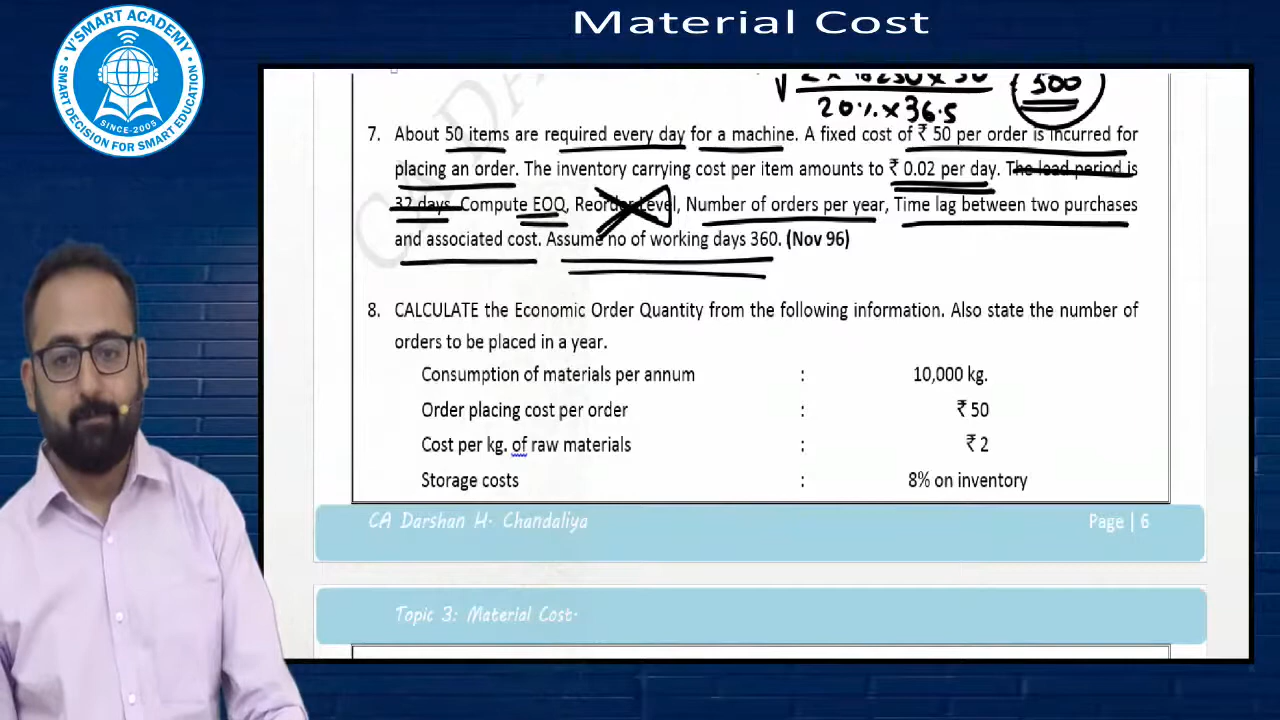 Material Cost
V'SMART ACADEMY
SMART DECISION FOR SMART EDUCATION
SINCE-2005
20% × 36.5
500
7. About 50 items are required every day for a machine. A fixed cost of ₹ 50 per order is incurred for
placing an order. The inventory carrying cost per item amounts to ₹ 0.02 per day. The lead period is
32 days. Compute EOQ, Reorder Level, Number of orders per year, Time lag between two purchases
and associated cost. Assume no of working days 360. (Nov 96)
8. CALCULATE the Economic Order Quantity from the following information. Also state the number of
orders to be placed in a year.
Consumption of materials per annum : 10,000 kg.
Order placing cost per order : ₹ 50
Cost per kg. of raw materials : ₹ 2
Storage costs : 8% on inventory
CA Darshan H. Chandaliya Page | 6
Topic 3: Material Cost.